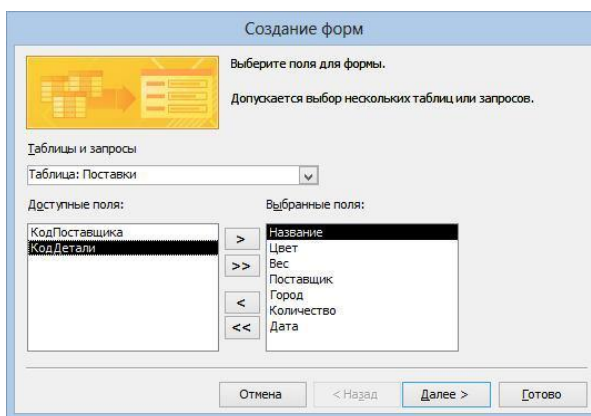 Создание форм
Выберите поля для формы.
Допускается выбор нескольких таблиц или запросов.
Таблицы и запросы
Таблица: Поставки
Доступные поля:
Выбранные поля:
КодПоставщика
КодДетали
>
>>
<
<<
Название
Цвет
Вес
Поставщик
Город
Количество
Дата
Отмена
< Назад
Далее >
Готово